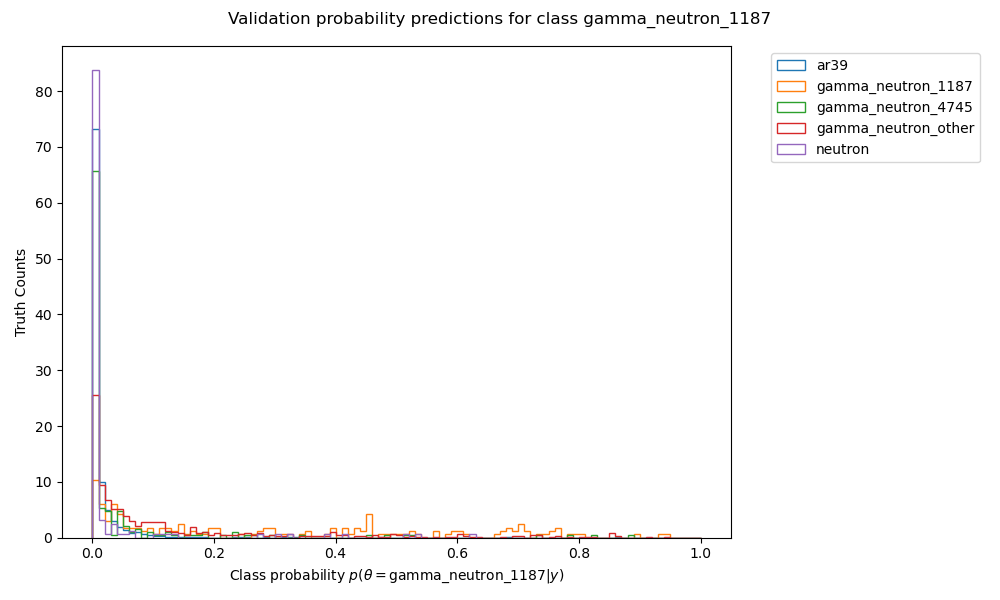 Validation probability predictions for class gamma_neutron_1187
ar39
gamma_neutron_1187
gamma_neutron_4745
gamma_neutron_other
neutron
Truth Counts
80
70
60
50
40
30
20
10
0
0.0 0.2 0.4 0.6 0.8 1.0
Class probability p(θ = gamma_neutron_1187|y)